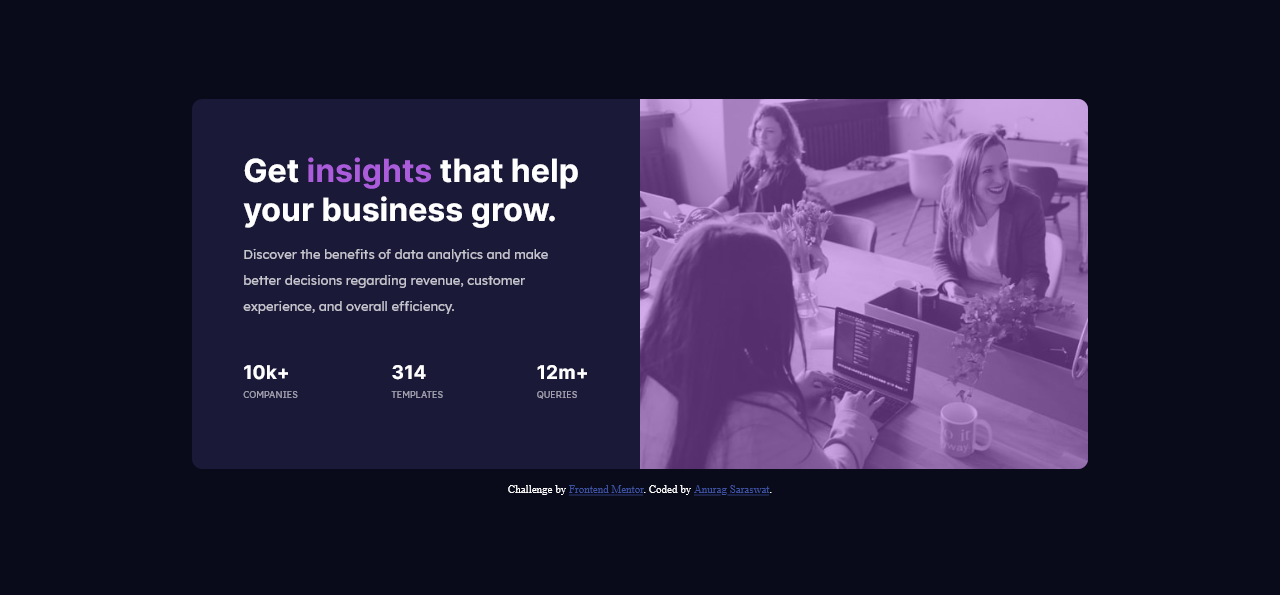 Get insights that help
your business grow.
Discover the benefits of data analytics and make
better decisions regarding revenue, customer
experience, and overall efficiency.
10k+ 314 12m+
COMPANIES TEMPLATES QUERIES
Challenge by Frontend Mentor. Coded by Anurag Saraswat.